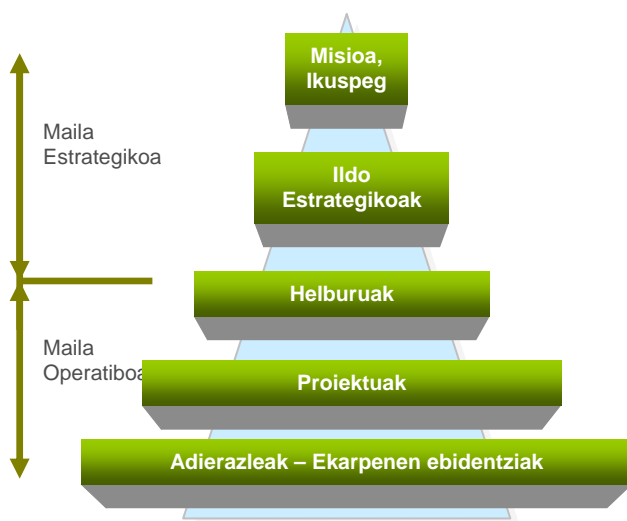 Misioa,
Ikuspeg
Maila
Estrategikoa
Ildo
Estrategikoak
Helburuak
Maila
Operatiboa
Proiektuak
Adierazleak – Ekarpenen ebidentziak